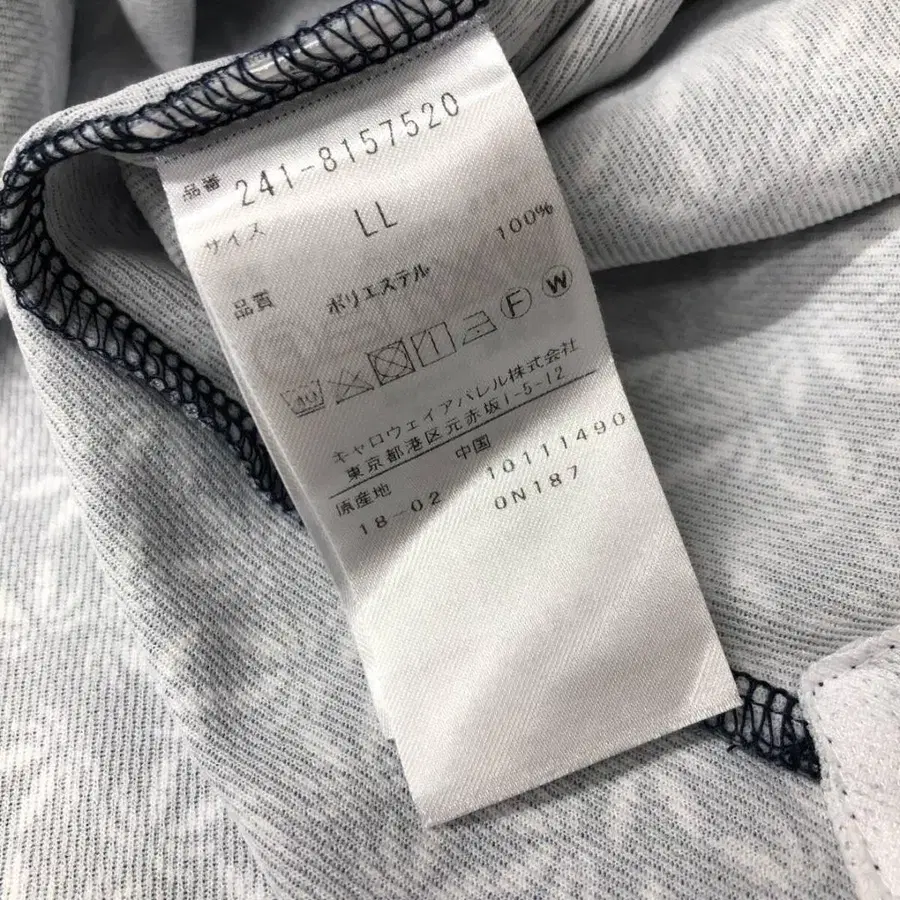 品番 241-8157520
サイズ LL
品質 ポリエステル 100%
40 F W
キャロウェイアパレル株式会社
東京都港区元赤坂1-5-12
原産地 中国 10111490
18-02 0N187